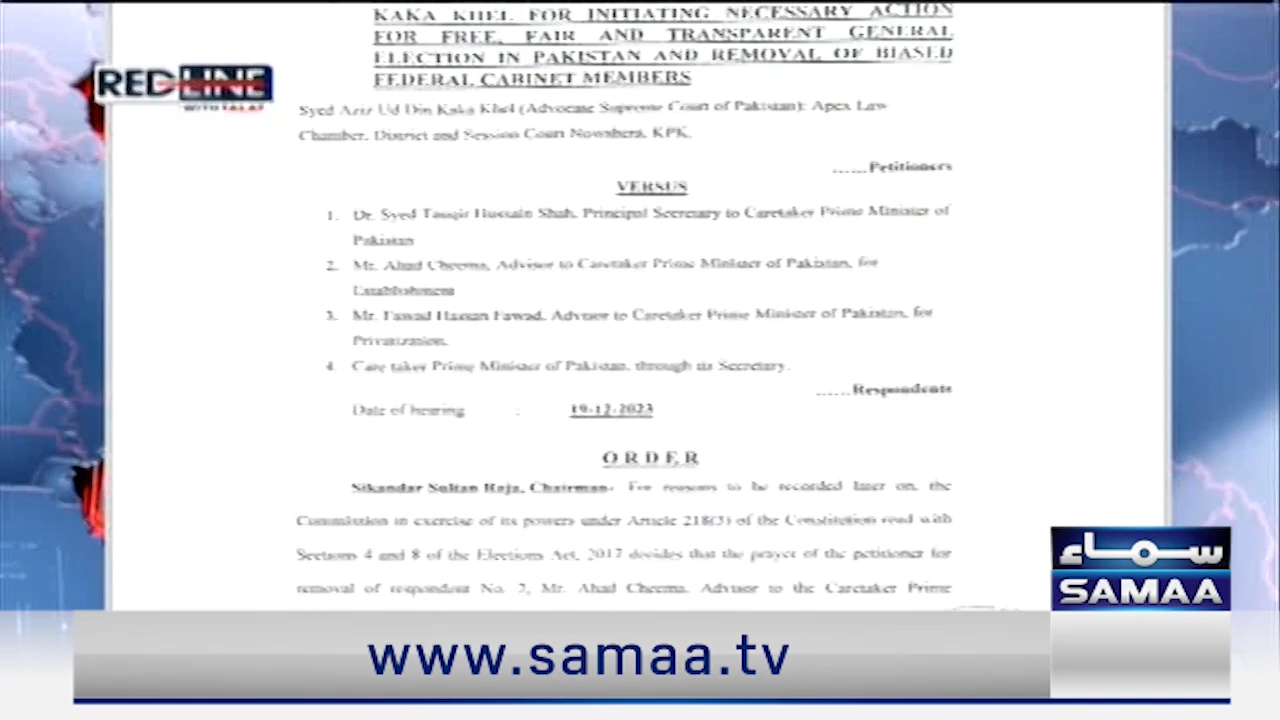 KAKA KHEL FOR INITIATING NECESSARY ACTION
FOR FREE, FAIR AND TRANSPARENT GENERAL
ELECTION IN PAKISTAN AND REMOVAL OF BIASED
FEDERAL CABINET MEMBERS
RED LINE
WITH TALAT
Syed Aziz Ud Din Kaka Khel (Advocate Supreme Court of Pakistan): Apex Law
Chamber, District and Session Court Nowshera, KPK.
......Petitioners
VERSUS
1. Dr. Syed Tauqir Hussain Shah, Principal Secretary to Caretaker Prime Minister of
Pakistan
2. Mr. Ahad Cheema, Advisor to Caretaker Prime Minister of Pakistan, for
Establishment
3. Mr. Fawad Hassan Fawad, Advisor to Caretaker Prime Minister of Pakistan, for
Privatization.
4. Care taker Prime Minister of Pakistan, through its Secretary.
......Respondents
Date of hearing : 19-12-2023
ORDER
Sikandar Sultan Raja, Chairman- For reasons to be recorded later on, the
Commission in exercise of its powers under Article 218(3) of the Constitution read with
Sections 4 and 8 of the Elections Act, 2017 decides that the prayer of the petitioner for
removal of respondent No. 2, Mr. Ahad Cheema, Advisor to the Caretaker Prime
سماء
SAMAA
www.samaa.tv